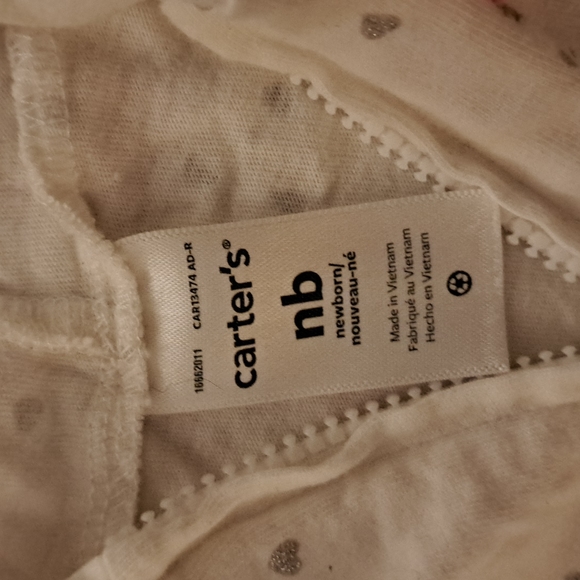 16662011 CAR13474 AD-R
carter's®
nb
newborn/
nouveau-né
Made in Vietnam
Fabriqué au Vietnam
Hecho en Vietnam